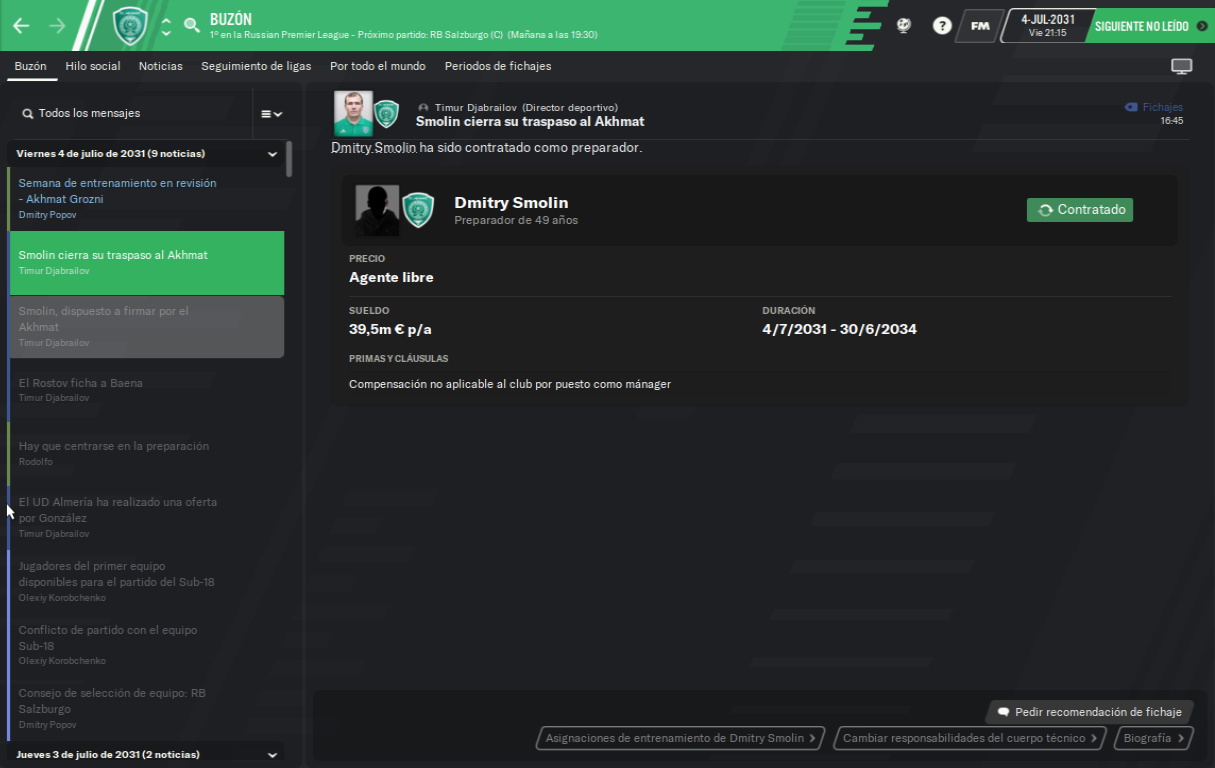 BUZÓN
1º en la Russian Premier League - Próximo partido: RB Salzburgo (C) (Mañana a las 19:30)
?
FM
4-JUL-2031
Vie 21:15
SIGUIENTE NO LEÍDO
Buzón
Hilo social
Noticias
Seguimiento de ligas
Por todo el mundo
Periodos de fichajes
Todos los mensajes
Viernes 4 de julio de 2031 (9 noticias)
Semana de entrenamiento en revisión
- Akhmat Grozni
Dmitry Popov
Smolin cierra su traspaso al Akhmat
Timur Djabrailov
Smolin, dispuesto a firmar por el
Akhmat
Timur Djabrailov
El Rostov ficha a Baena
Timur Djabrailov
Hay que centrarse en la preparación
Rodolfo
El UD Almería ha realizado una oferta
por González
Timur Djabrailov
Jugadores del primer equipo
disponibles para el partido del Sub-18
Olexiy Korobchenko
Conflicto de partido con el equipo
Sub-18
Olexiy Korobchenko
Consejo de selección de equipo: RB
Salzburgo
Dmitry Popov
Jueves 3 de julio de 2031 (2 noticias)
Timur Djabrailov (Director deportivo)
Smolin cierra su traspaso al Akhmat
Fichajes
16:45
Dmitry Smolin ha sido contratado como preparador.
Dmitry Smolin
Preparador de 49 años
Contratado
PRECIO
Agente libre
SUELDO
39,5m € p/a
DURACIÓN
4/7/2031 - 30/6/2034
PRIMAS Y CLÁUSULAS
Compensación no aplicable al club por puesto como mánager
Pedir recomendación de fichaje
Asignaciones de entrenamiento de Dmitry Smolin
Cambiar responsabilidades del cuerpo técnico
Biografía